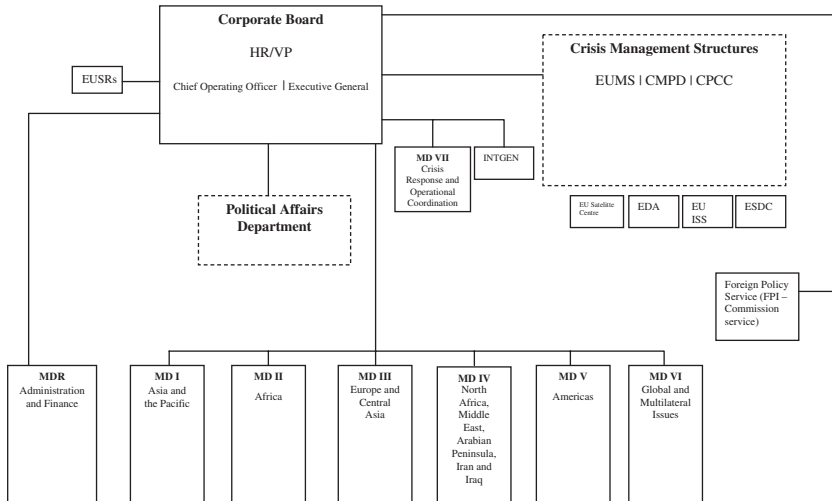 Corporate Board
HR/VP
Chief Operating Officer | Executive General
EUSRs
Crisis Management Structures
EUMS | CMPD | CPCC
MD VII
Crisis
Response and
Operational
Coordination
INTGEN
Political Affairs
Department
EU Satelitte
Centre
EDA
EU
ISS
ESDC
Foreign Policy
Service (FPI –
Commission
service)
MDR
Administration
and Finance
MD I
Asia and
the Pacific
MD II
Africa
MD III
Europe and
Central
Asia
MD IV
North
Africa,
Middle
East,
Arabian
Peninsula,
Iran and
Iraq
MD V
Americas
MD VI
Global and
Multilateral
Issues